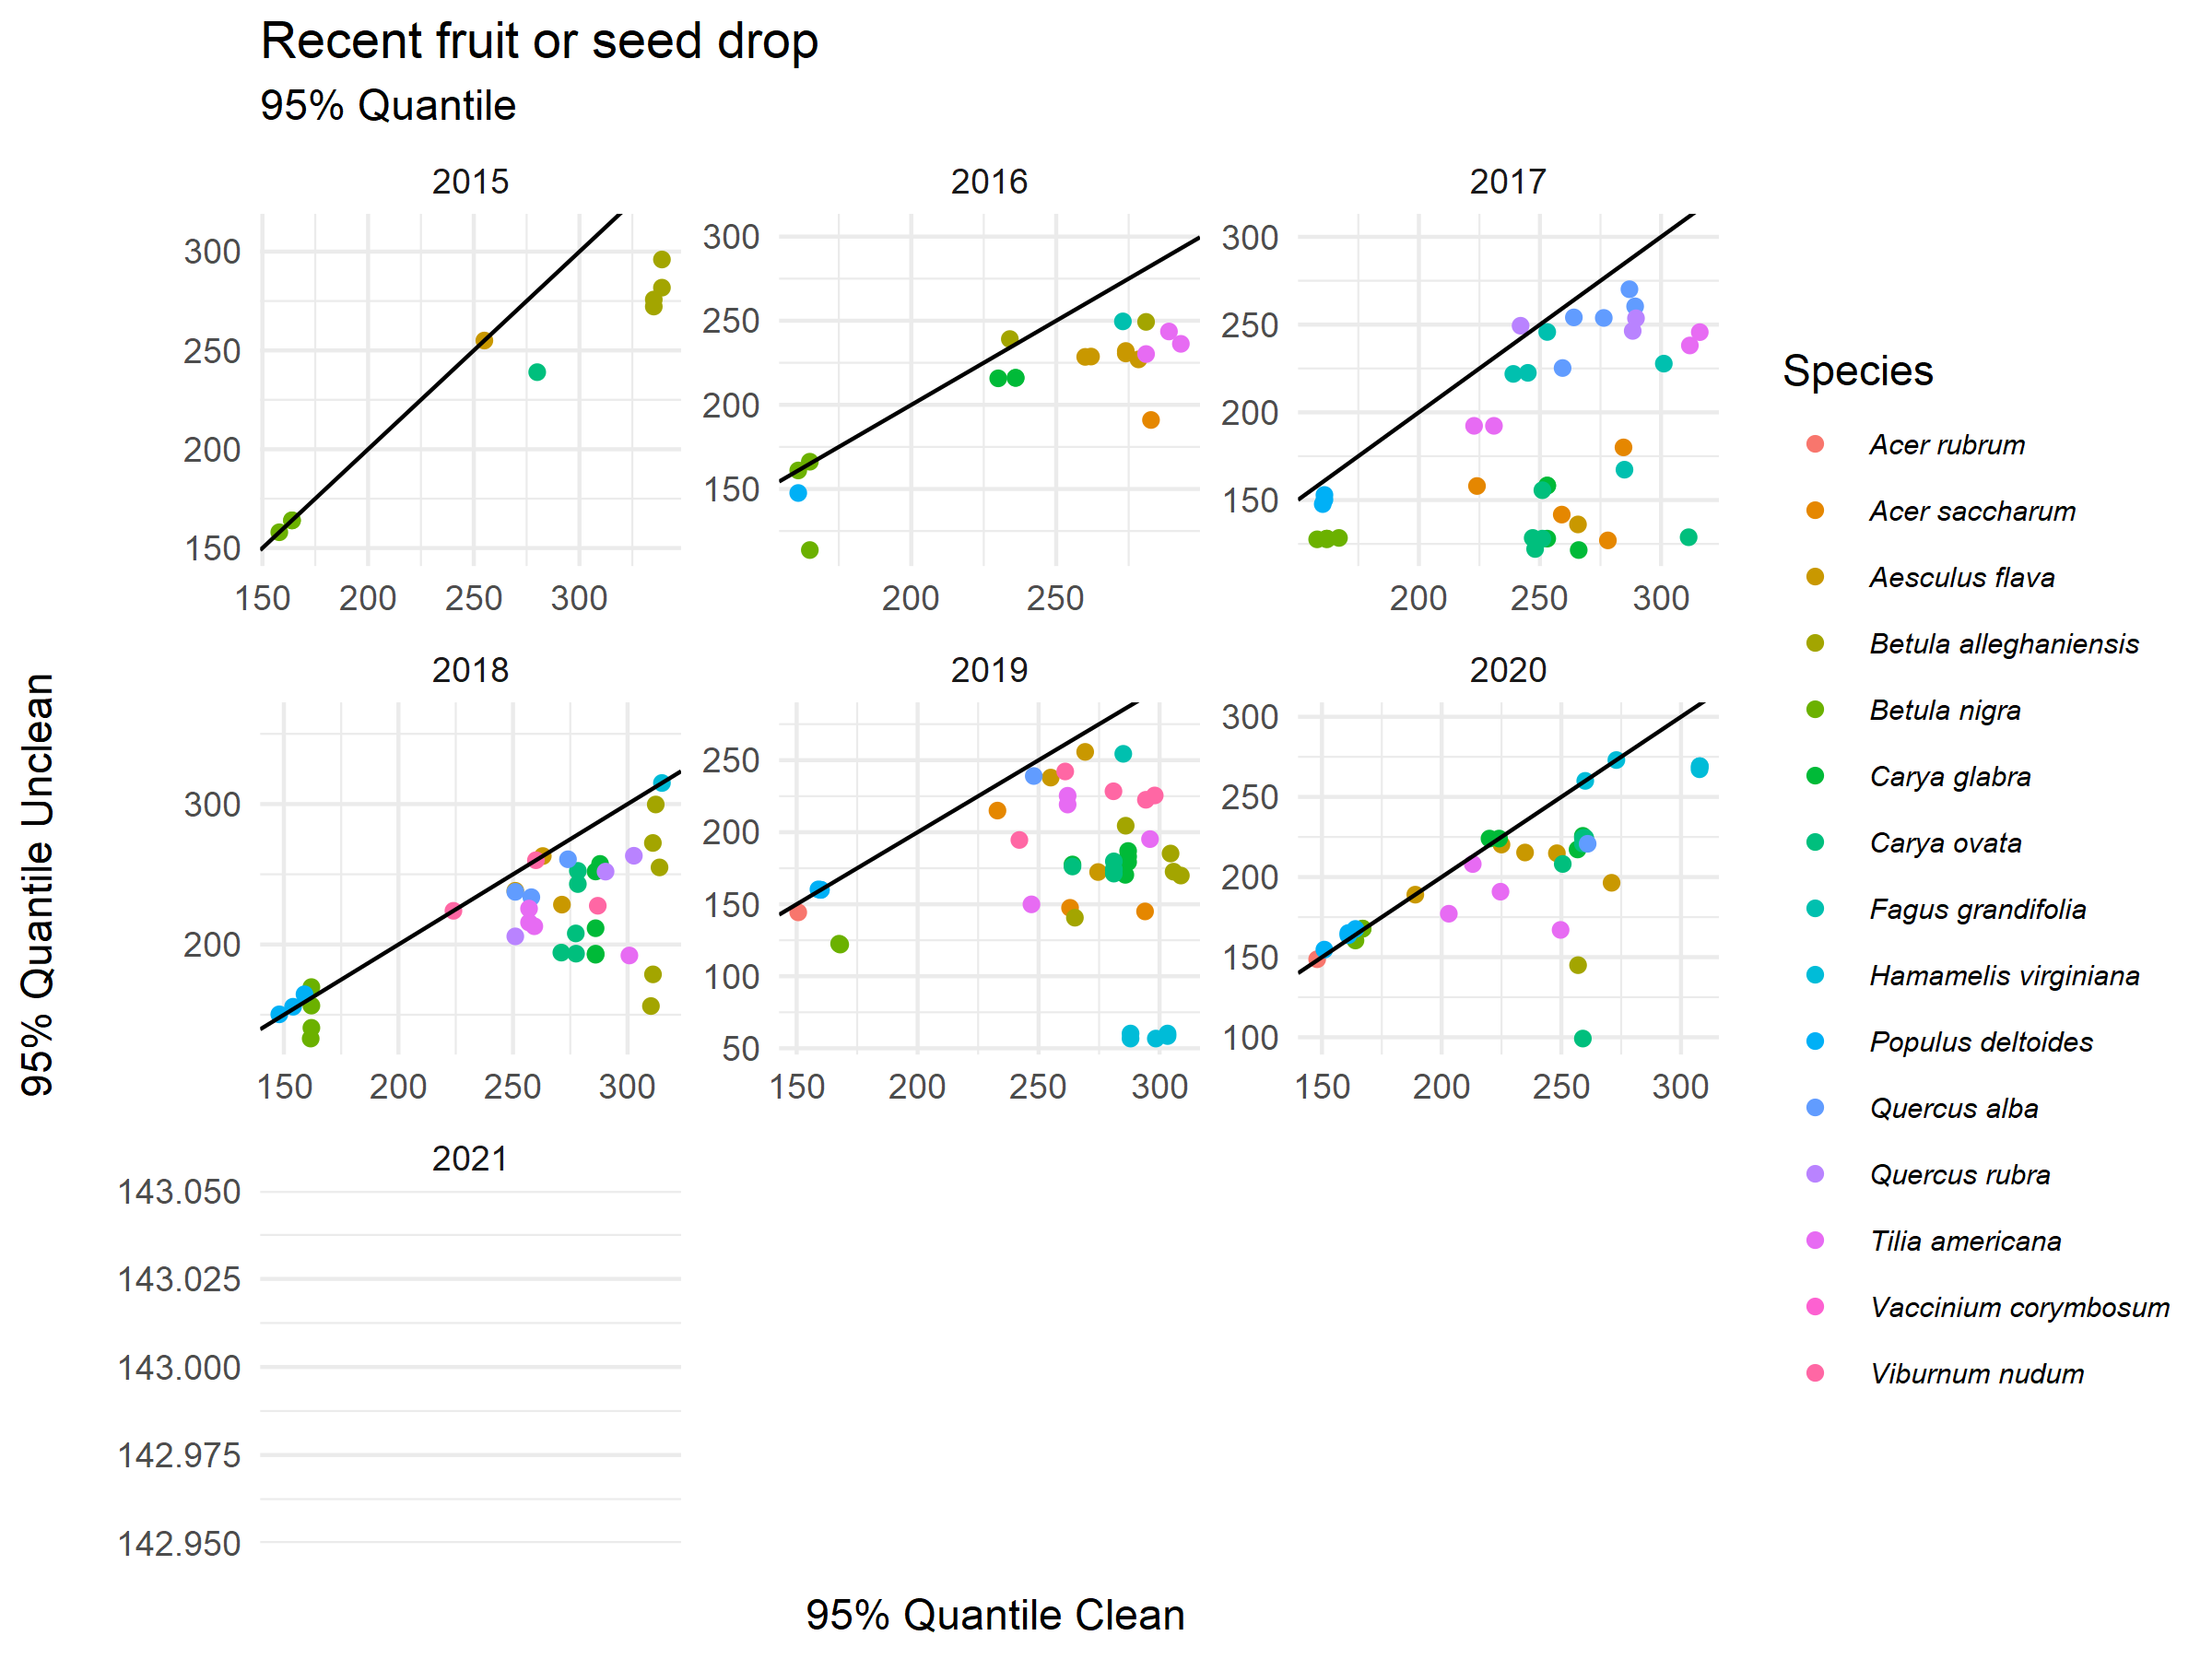 Recent fruit or seed drop
95% Quantile
2015
2016
2017
300
250
200
150
150 200 250 300
300
250
200
150
200 250
300
250
200
150
200 250 300
2018
2019
2020
300
200
150 200 250 300
250
200
150
100
50
150 200 250 300
300
250
200
150
100
150 200 250 300
2021
143.050
143.025
143.000
142.975
142.950
95% Quantile Unclean
95% Quantile Clean
Species
Acer rubrum
Acer saccharum
Aesculus flava
Betula alleghaniensis
Betula nigra
Carya glabra
Carya ovata
Fagus grandifolia
Hamamelis virginiana
Populus deltoides
Quercus alba
Quercus rubra
Tilia americana
Vaccinium corymbosum
Viburnum nudum